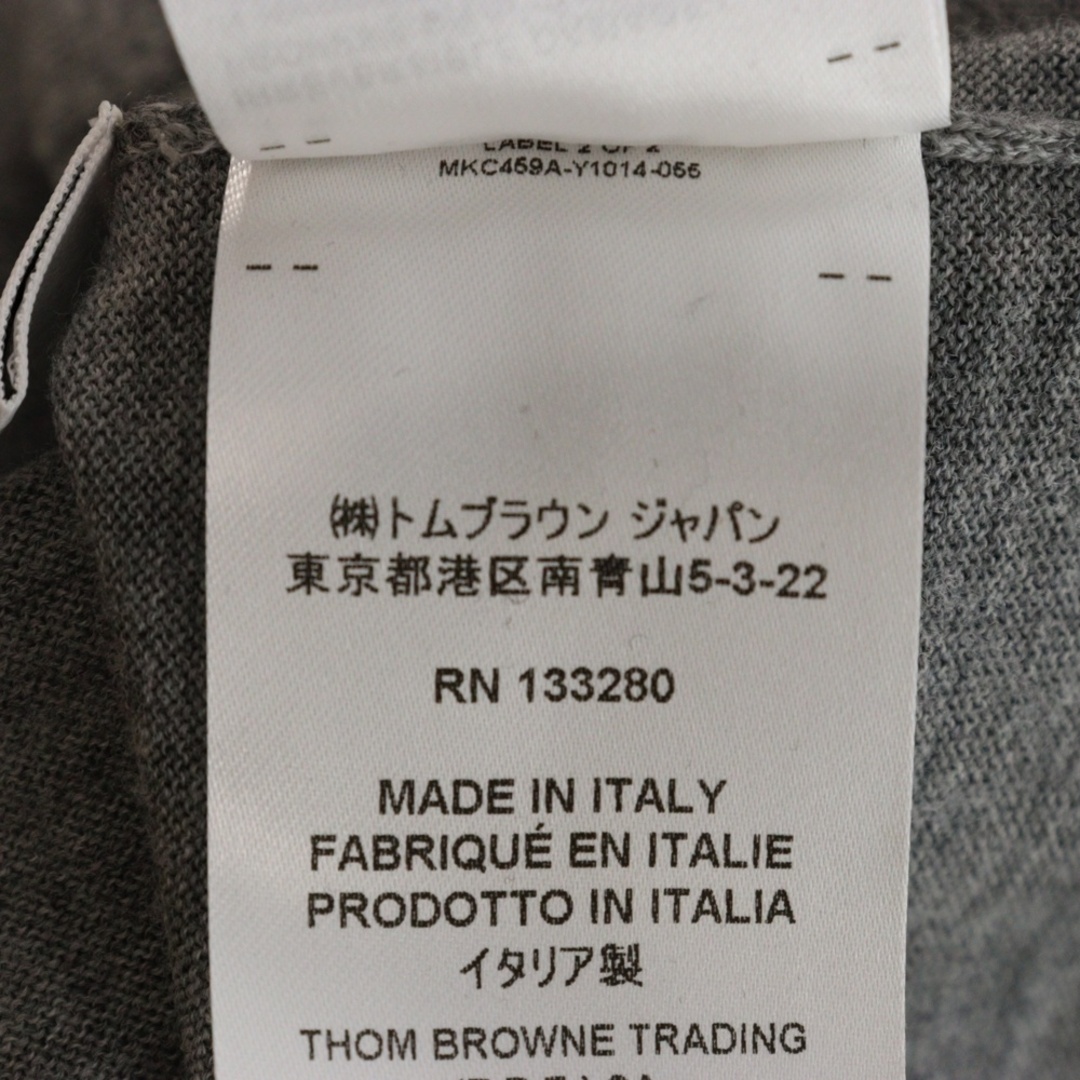 LABEL 2 OF 2
MKC459A-Y1014-055
㈱トムブラウン ジャパン
東京都港区南青山5-3-22
RN 133280
MADE IN ITALY
FABRIQUÉ EN ITALIE
PRODOTTO IN ITALIA
イタリア製
THOM BROWNE TRADING